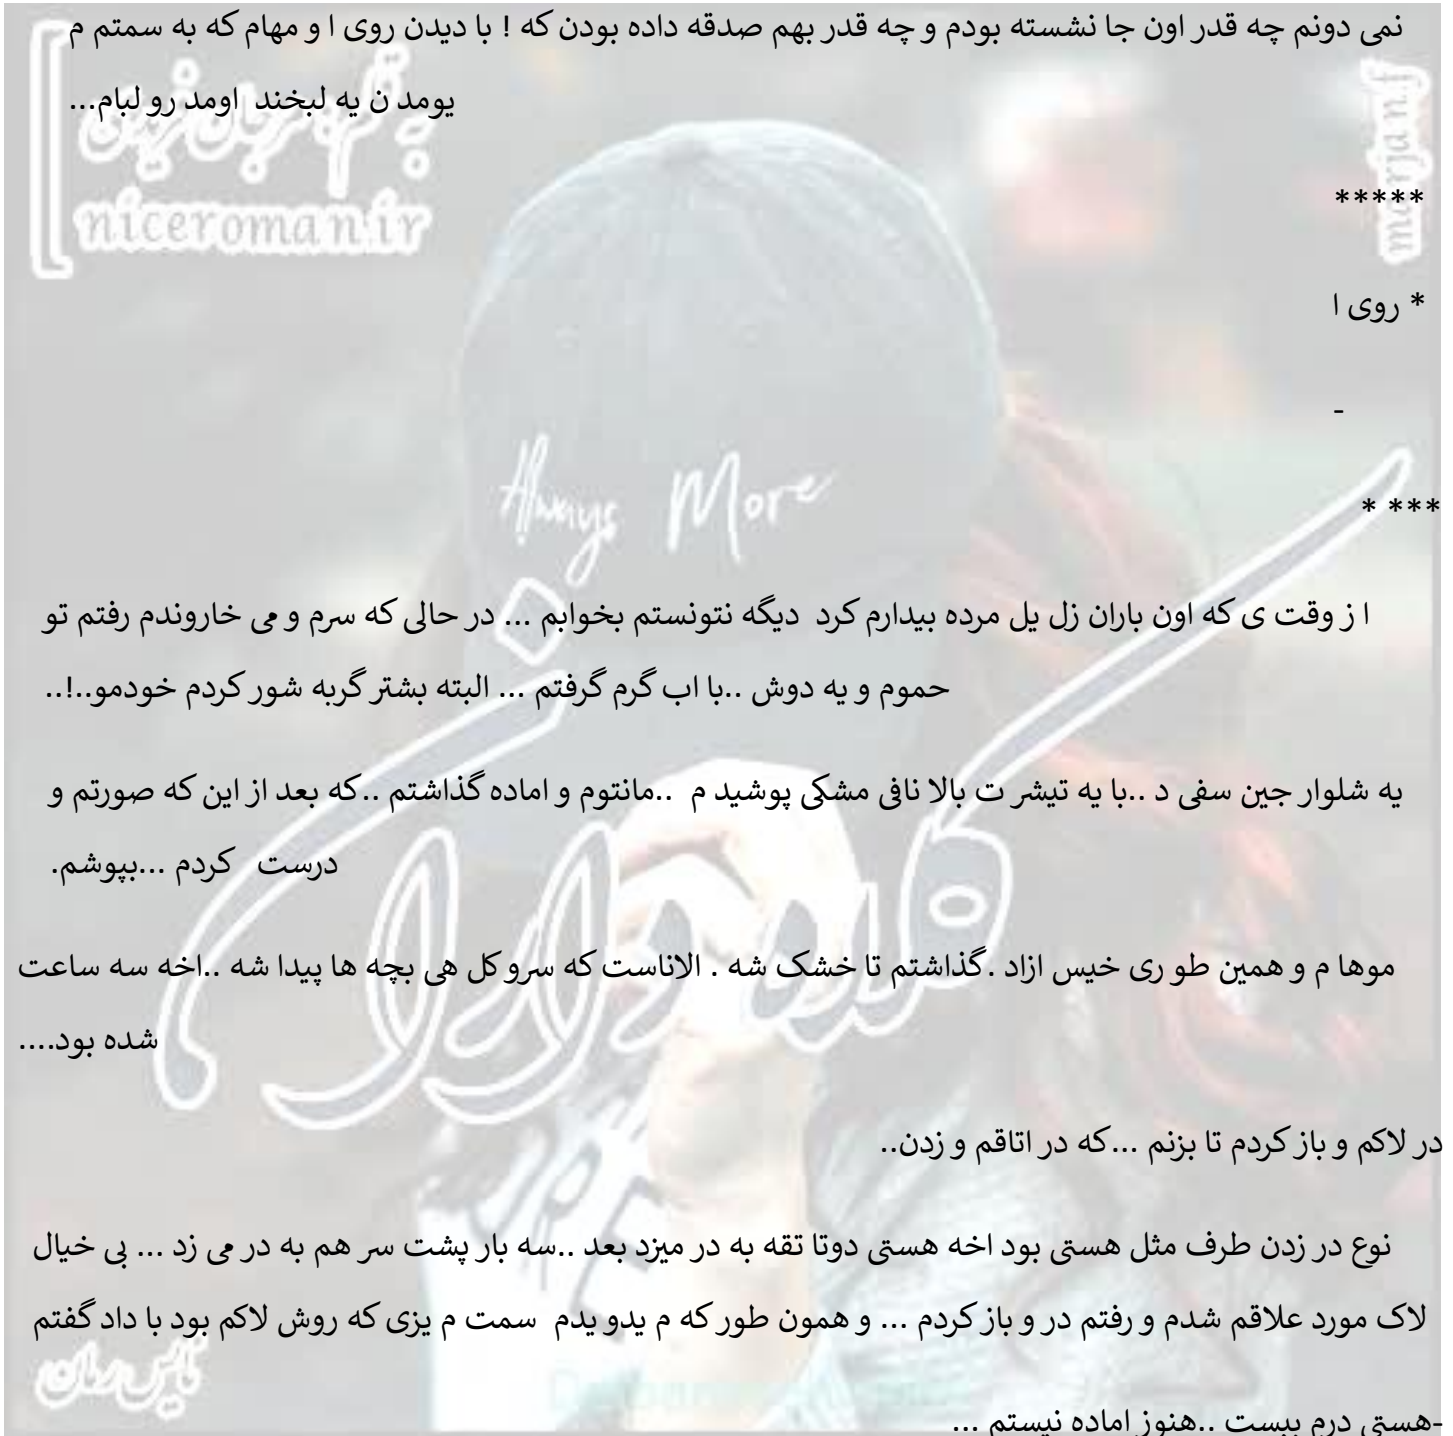 نمی دونم چه قدر اون جا نشسته بودم و چه قدر بهم صدقه داده بودن که ! با دیدن روی ا و مهام که به سمتم م
یومد ن یه لبخند اومد رو لبام...
niceroman.ir
marjan.f
*****
* روی ا
-
*** *
Always More
ا ز وقت ی که اون باران زل یل مرده بیدارم کرد دیگه نتونستم بخوابم ... در حالی که سرم و می خاروندم رفتم تو
حموم و یه دوش ..با اب گرم گرفتم ... البته بشتر گربه شور کردم خودمو..!..
یه شلوار جین سفی د ..با یه تیشر ت بالا نافی مشکی پوشید م ..مانتوم و اماده گذاشتم ..که بعد از این که صورتم و
درست کردم ...بپوشم.
موها م و همین طو ری خیس ازاد .گذاشتم تا خشک شه . الاناست که سرو کل هی بچه ها پیدا شه ..اخه سه ساعت
شده بود....
در لاکم و باز کردم تا بزنم ...که در اتاقم و زدن..
نوع در زدن طرف مثل هستی بود اخه هستی دوتا تقه به در میزد بعد ..سه بار پشت سر هم به در می زد ... بی خیال
لاک مورد علاقم شدم و رفتم در و باز کردم ... و همون طور که م یدو یدم سمت م یزی که روش لاکم بود با داد گفتم
نایس رمان
-هستی درم ببست ..هنوز اماده نیستم ...